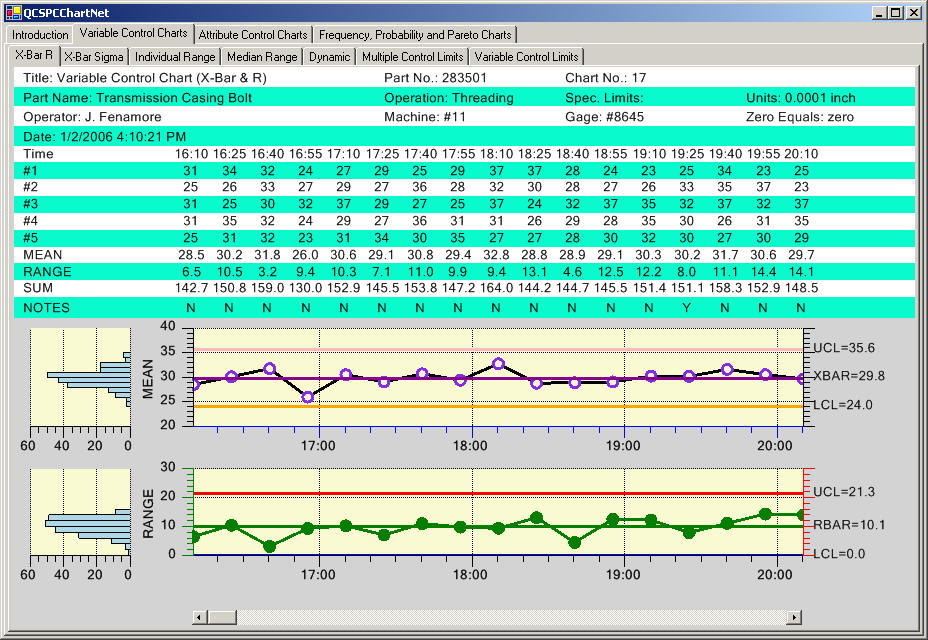 QCSPCChartNet
Introduction Variable Control Charts Attribute Control Charts Frequency, Probability and Pareto Charts
X-Bar R X-Bar Sigma Individual Range Median Range Dynamic Multiple Control Limits Variable Control Limits
Title: Variable Control Chart (X-Bar & R) Part No.: 283501 Chart No.: 17
Part Name: Transmission Casing Bolt Operation: Threading Spec. Limits: Units: 0.0001 inch
Operator: J. Fenamore Machine: #11 Gage: #8645 Zero Equals: zero
Date: 1/2/2006 4:10:21 PM
Time 16:10 16:25 16:40 16:55 17:10 17:25 17:40 17:55 18:10 18:25 18:40 18:55 19:10 19:25 19:40 19:55 20:10
#1 31 34 32 24 27 29 25 29 37 37 28 24 23 25 34 23 25
#2 25 26 33 27 29 27 36 28 32 30 28 27 26 33 35 37 23
#3 31 25 30 32 37 29 27 25 37 24 32 37 35 32 37 32 37
#4 31 35 32 24 29 27 36 31 31 26 29 28 35 30 26 31 35
#5 25 31 32 23 31 34 30 35 27 27 28 30 32 30 27 30 29
MEAN 28.5 30.2 31.8 26.0 30.6 29.1 30.8 29.4 32.8 28.8 28.9 29.1 30.3 30.2 31.7 30.6 29.7
RANGE 6.5 10.5 3.2 9.4 10.3 7.1 11.0 9.9 9.4 13.1 4.6 12.5 12.2 8.0 11.1 14.4 14.1
SUM 142.7 150.8 159.0 130.0 152.9 145.5 153.8 147.2 164.0 144.2 144.7 145.5 151.4 151.1 158.3 152.9 148.5
NOTES N N N N N N N N N N N N N Y N N N
40
35
30
25
20
MEAN
UCL=35.6
XBAR=29.8
LCL=24.0
60 40 20 0
17:00 18:00 19:00 20:00
30
20
10
0
RANGE
UCL=21.3
RBAR=10.1
LCL=0.0
60 40 20 0
17:00 18:00 19:00 20:00